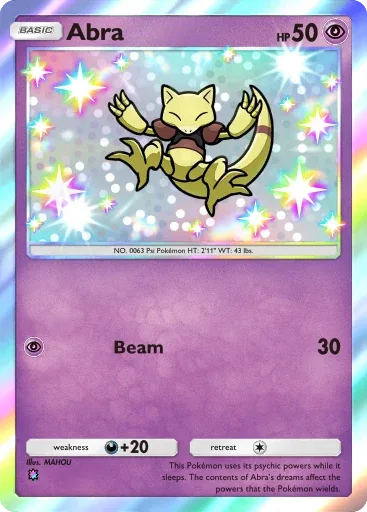 BASIC Abra HP 50
NO. 0063 Psi Pokémon HT: 2'11" WT: 43 lbs.
Beam 30
weakness +20 retreat
Illus. MAHOU
This Pokémon uses its psychic powers while it
sleeps. The contents of Abra's dreams affect the
powers that the Pokémon wields.